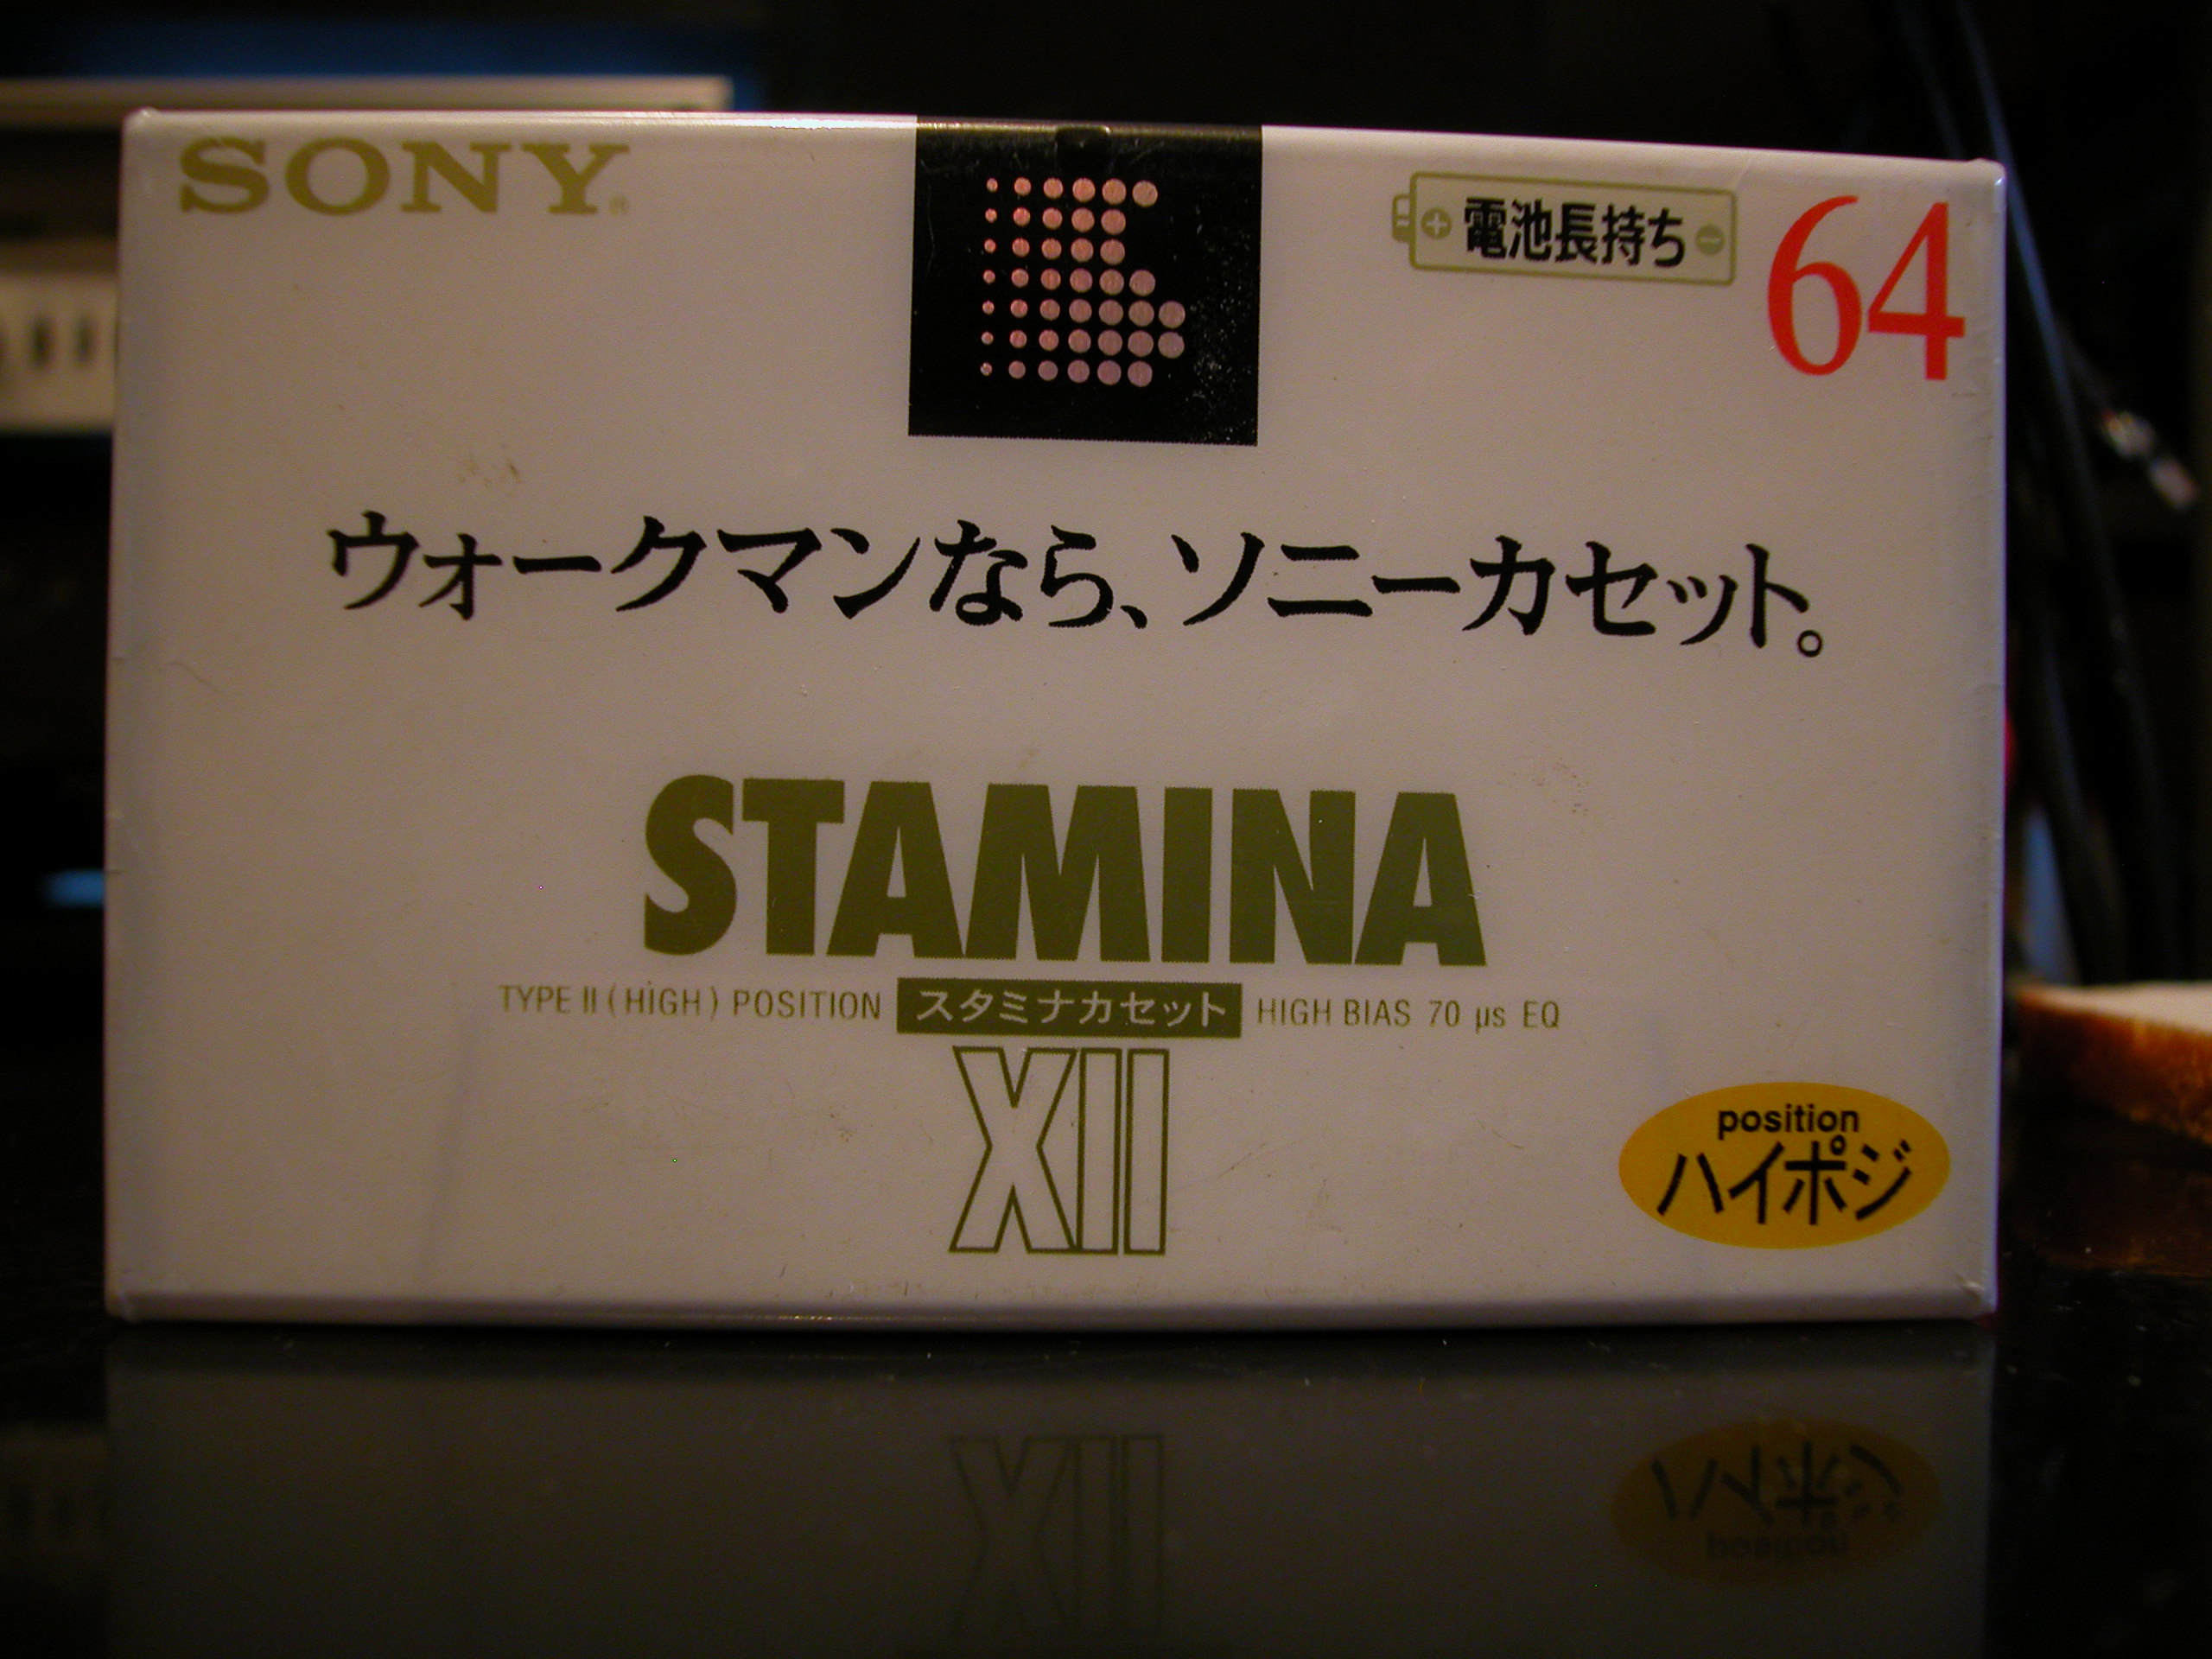 SONY®
電池長持ち
64
ウォークマンなら、ソニーカセット。
STAMINA
TYPE II (HIGH) POSITION スタミナカセット HIGH BIAS 70 µs EQ
XII
position
ハイポジ